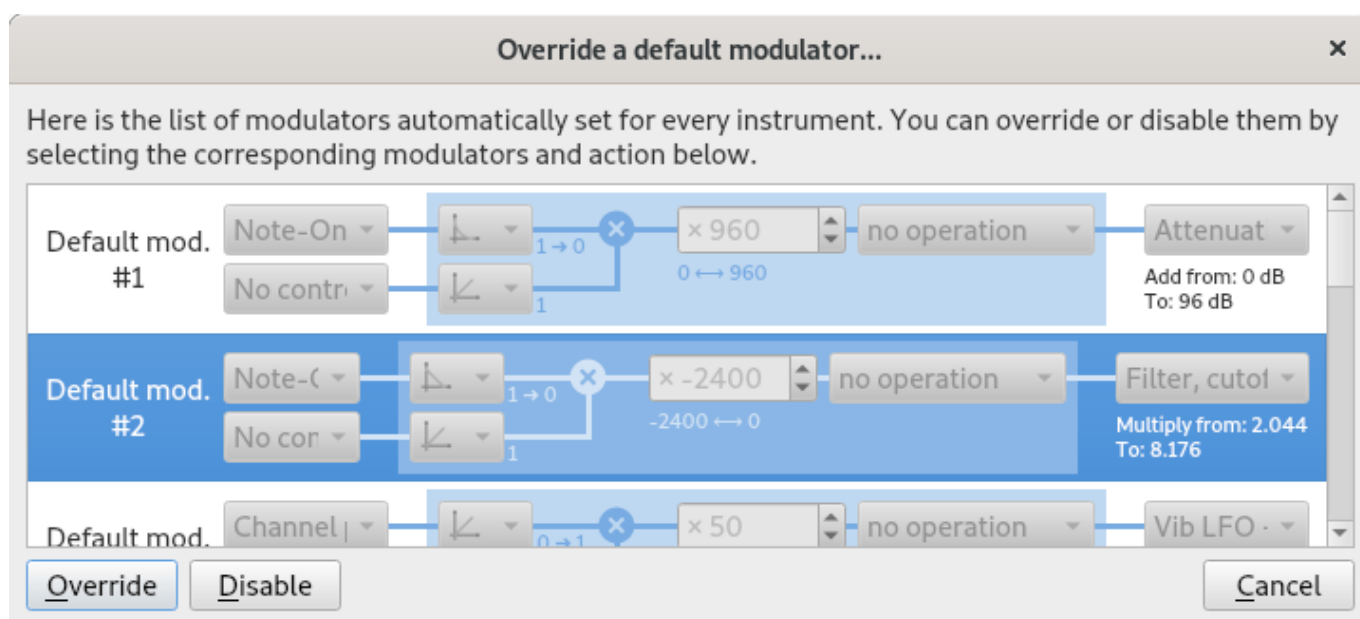 Override a default modulator...
Here is the list of modulators automatically set for every instrument. You can override or disable them by
selecting the corresponding modulators and action below.
Default mod.
#1
Note-On
1→0
× 960
no operation
Attenuat
No contr
1
0 ⟷ 960
Add from: 0 dB
To: 96 dB
Default mod.
#2
Note-(
1→0
× -2400
no operation
Filter, cutof
No con
1
-2400 ⟷ 0
Multiply from: 2.044
To: 8.176
Default mod.
Channel
0→1
× 50
no operation
Vib LFO -
Override
Disable
Cancel